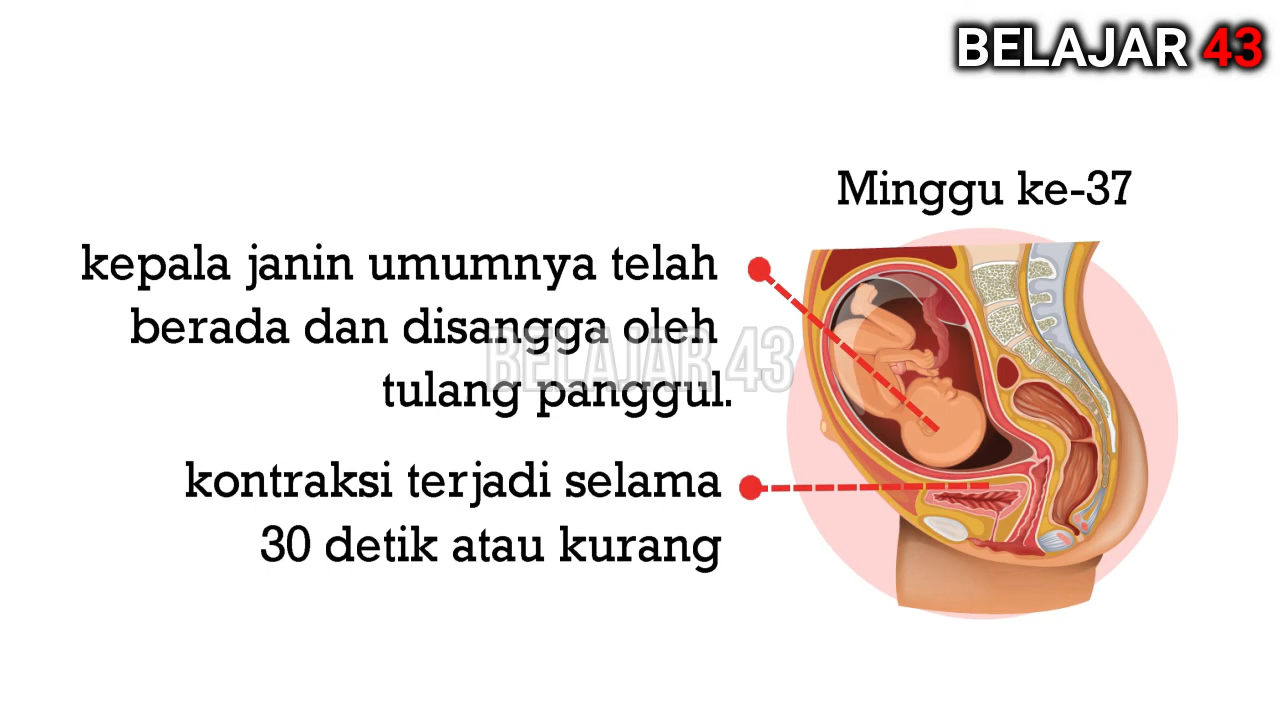 BELAJAR 43
Minggu ke-37
kepala janin umumnya telah
berada dan disangga oleh
tulang panggul.
BELAJAR 43
kontraksi terjadi selama
30 detik atau kurang